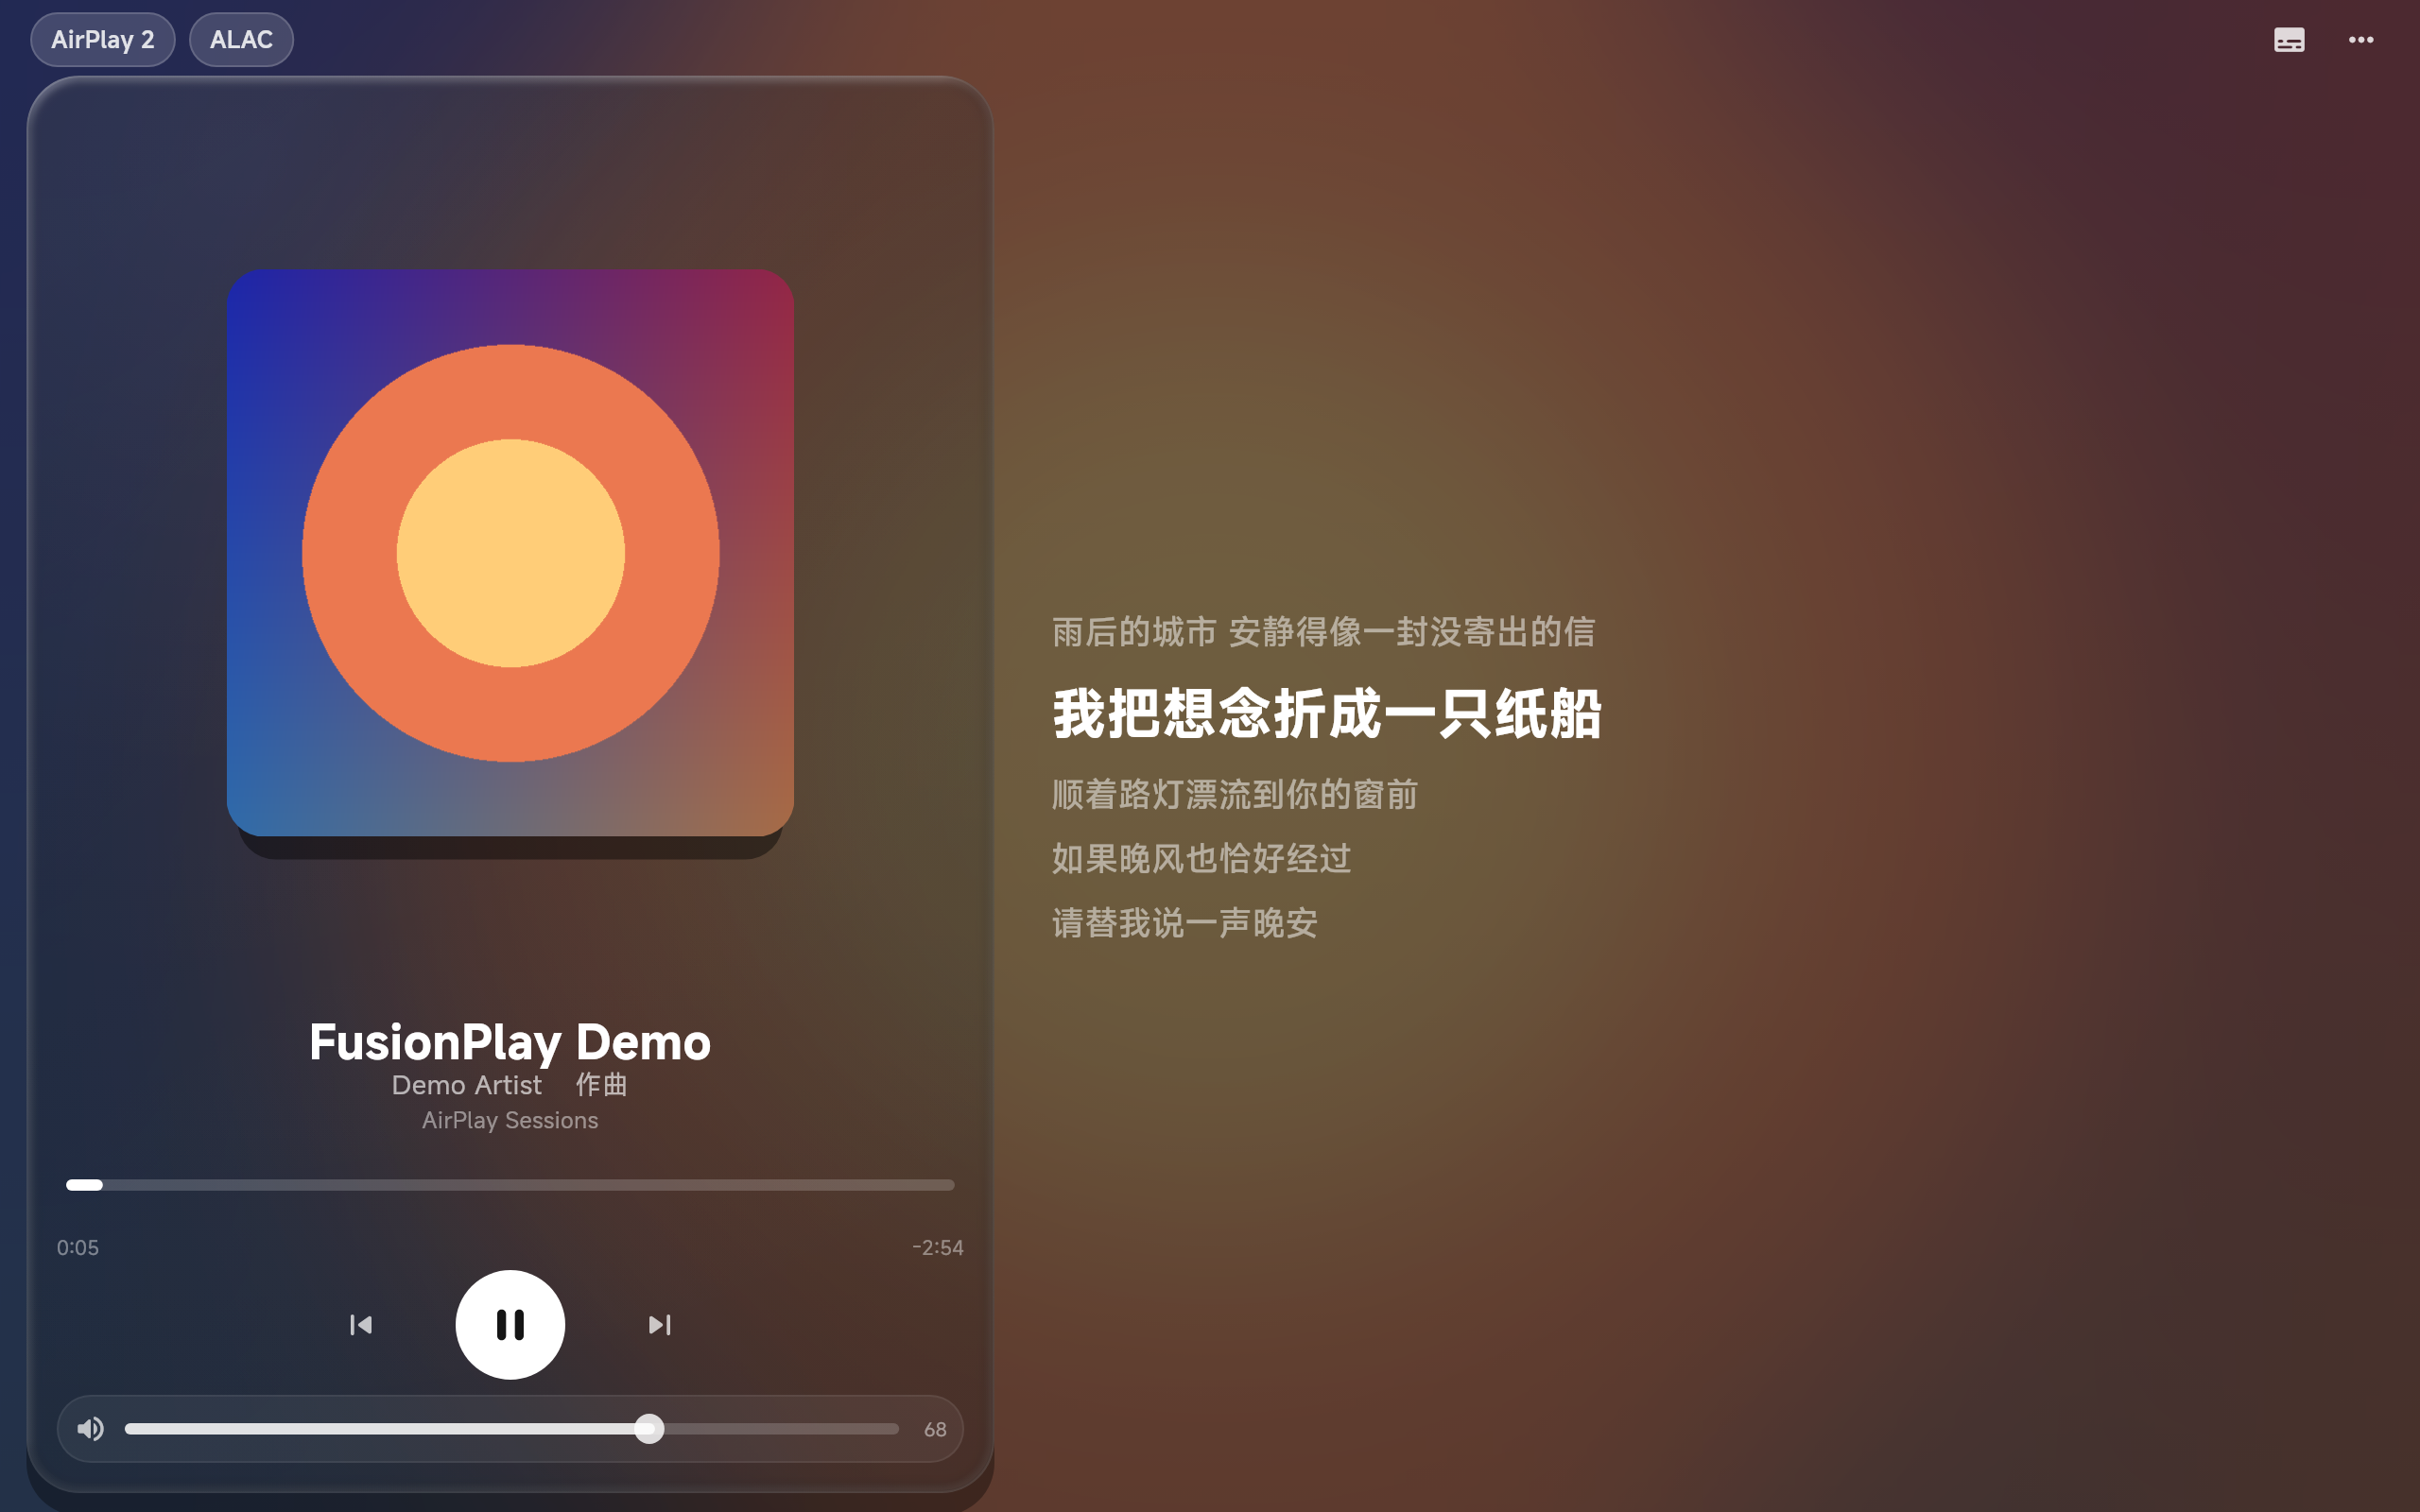 AirPlay 2
ALAC
FusionPlay Demo
Demo Artist 作曲
AirPlay Sessions
0:05
-2:54
68
雨后的城市 安静得像一封没寄出的信
我把想念折成一只纸船
顺着路灯漂流到你的窗前
如果晚风也恰好经过
请替我说一声晚安